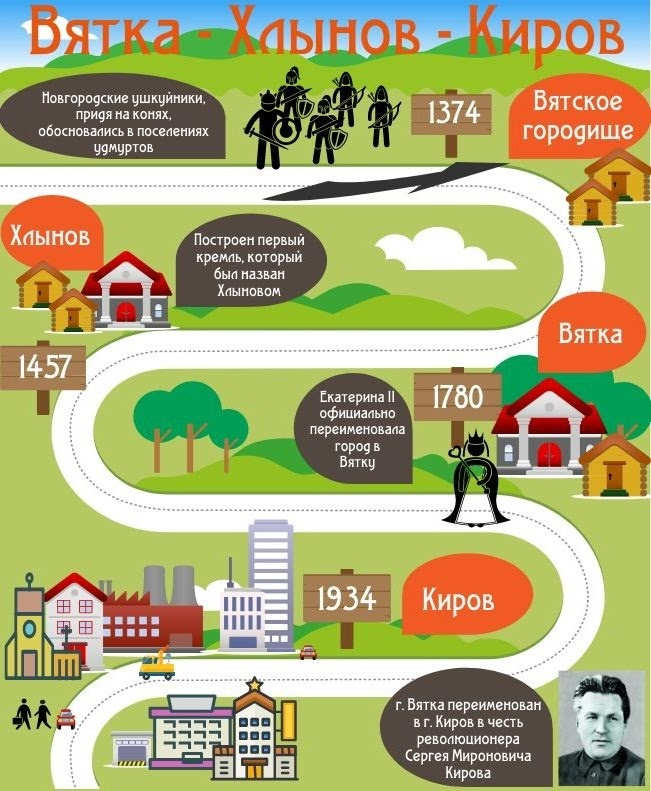 Вятка - Хлынов - Киров
Новгородские ушкуйники,
придя на конях,
обосновались в поселениях
удмуртов
1374
Вятское
городище
Хлынов
Построен первый
кремль, который
был назван
Хлыновом
1457
Вятка
Екатерина II
официально
переименовала
город в
Вятку
1780
1934
Киров
г. Вятка переименован
в г. Киров в честь
революционера
Сергея Мироновича
Кирова